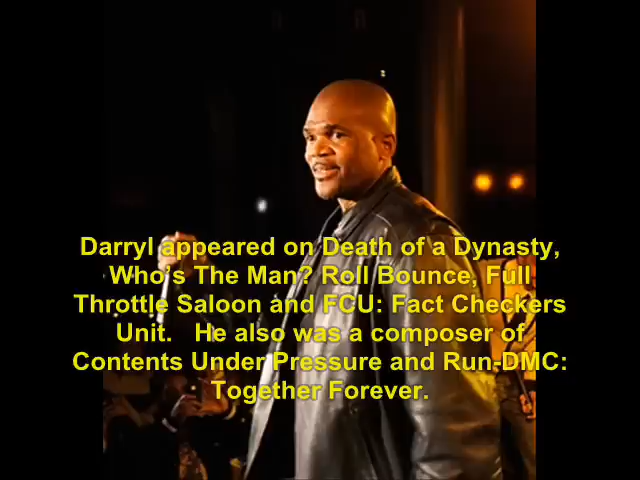 Darryl appeared on Death of a Dynasty,
Who's The Man? Roll Bounce, Full
Throttle Saloon and FCU: Fact Checkers
Unit.   He also was a composer of
Contents Under Pressure and Run-DMC:
Together Forever.